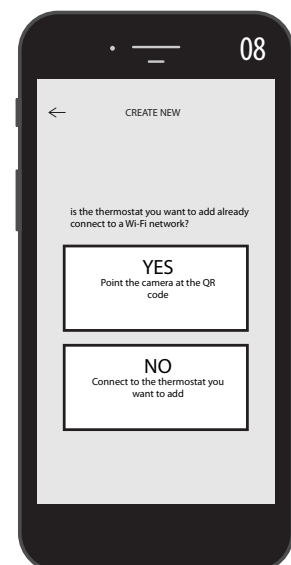 08
CREATE NEW
is the thermostat you want to add already
connect to a Wi-Fi network?
YES
Point the camera at the QR
code
NO
Connect to the thermostat you
want to add